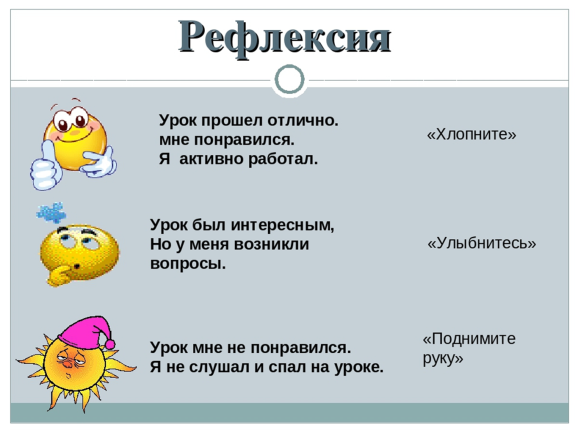 Рефлексия
Урок прошел отлично.
мне понравился.
Я активно работал.
«Хлопните»
Урок был интересным,
Но у меня возникли
вопросы.
«Улыбнитесь»
Урок мне не понравился.
Я не слушал и спал на уроке.
«Поднимите
руку»